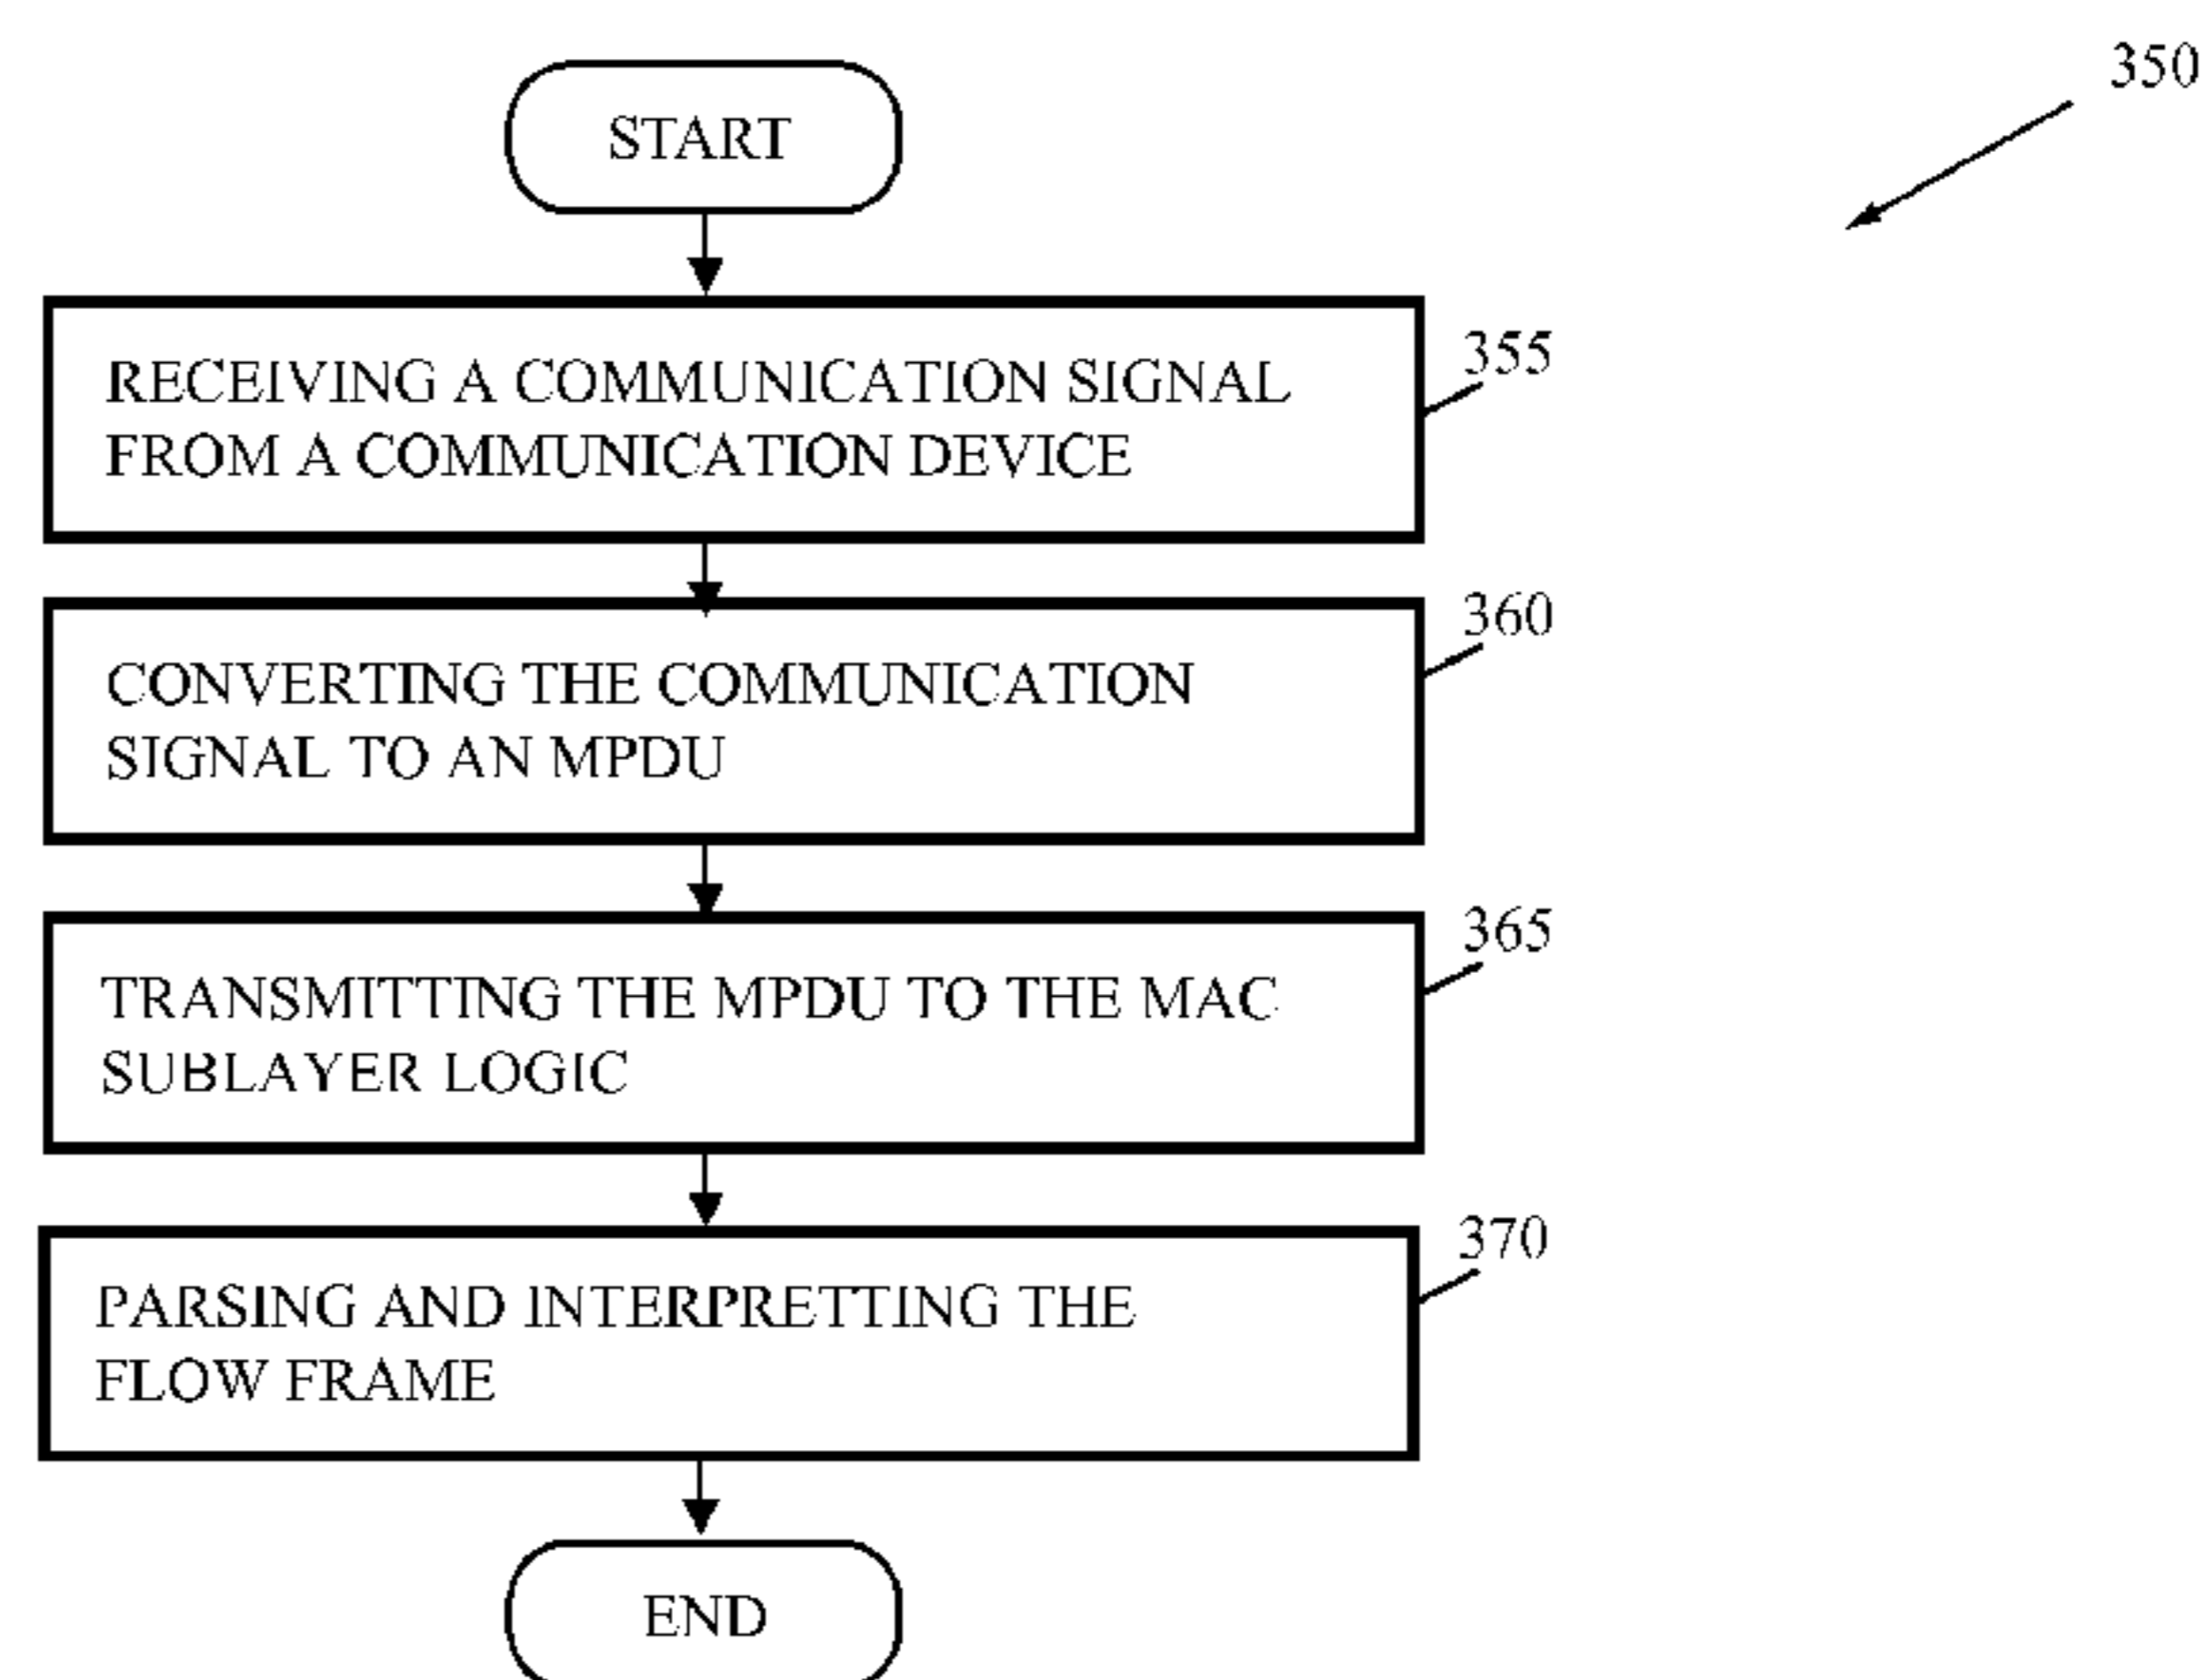 350
START
355
RECEIVING A COMMUNICATION SIGNAL
FROM A COMMUNICATION DEVICE
360
CONVERTING THE COMMUNICATION
SIGNAL TO AN MPDU
365
TRANSMITTING THE MPDU TO THE MAC
SUBLAYER LOGIC
370
PARSING AND INTERPRETTING THE
FLOW FRAME
END